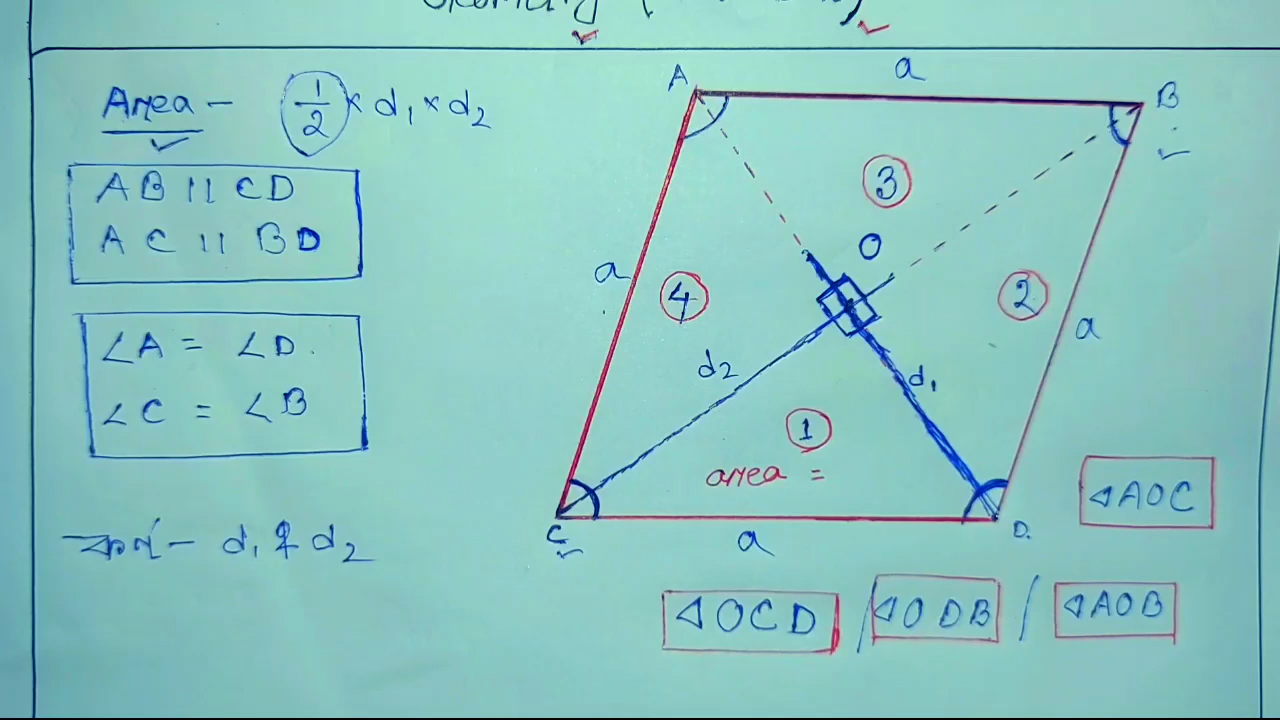 Area - 1/2 × d₁ × d₂
AB || CD
AC || BD
∠A = ∠D.
∠C = ∠B
কর্ণ - d₁ & d₂
A
a
B
3
O
a
4
2
a
d₂
d₁
1
area =
C
a
D.
◁AOC
◁OCD / ◁ODB / ◁AOB